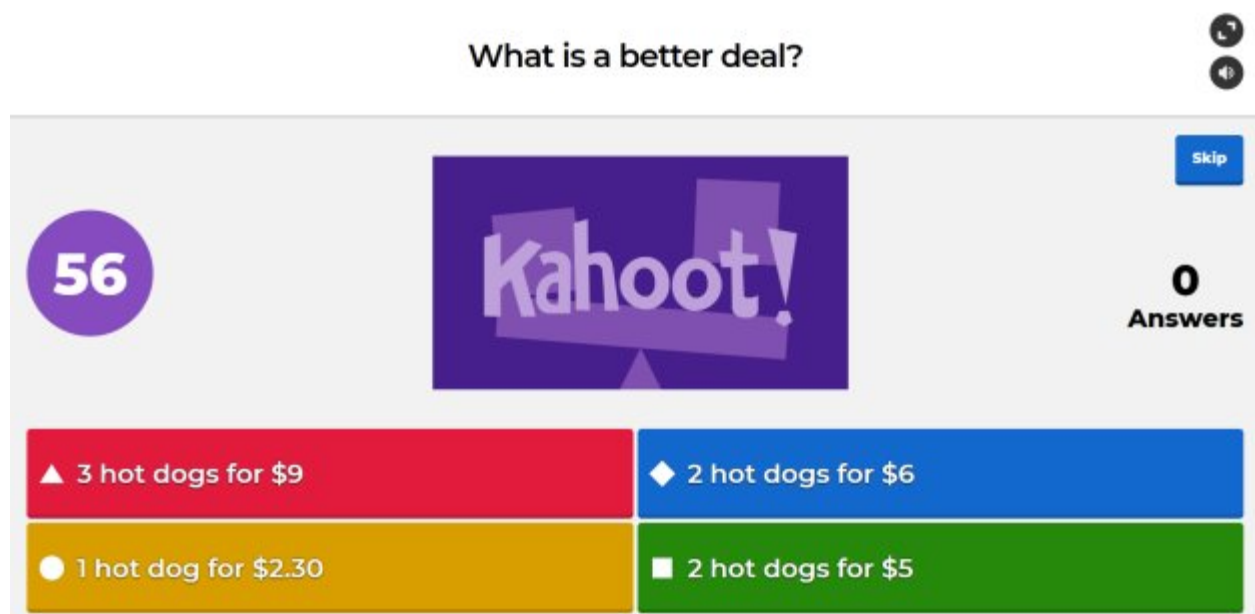 What is a better deal?
Skip
56
Kahoot!
0
Answers
3 hot dogs for $9
2 hot dogs for $6
1 hot dog for $2.30
2 hot dogs for $5